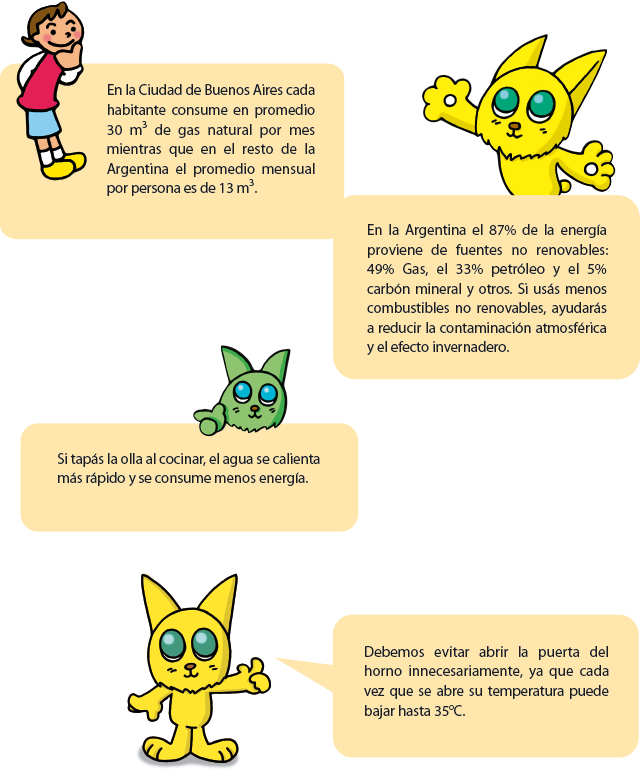 En la Ciudad de Buenos Aires cada
habitante consume en promedio
30 m³ de gas natural por mes
mientras que en el resto de la
Argentina el promedio mensual
por persona es de 13 m³.
En la Argentina el 87% de la energía
proviene de fuentes no renovables:
49% Gas, el 33% petróleo y el 5%
carbón mineral y otros. Si usás menos
combustibles no renovables, ayudarás
a reducir la contaminación atmosférica
y el efecto invernadero.
Si tapás la olla al cocinar, el agua se calienta
más rápido y se consume menos energía.
Debemos evitar abrir la puerta del
horno innecesariamente, ya que cada
vez que se abre su temperatura puede
bajar hasta 35ºC.